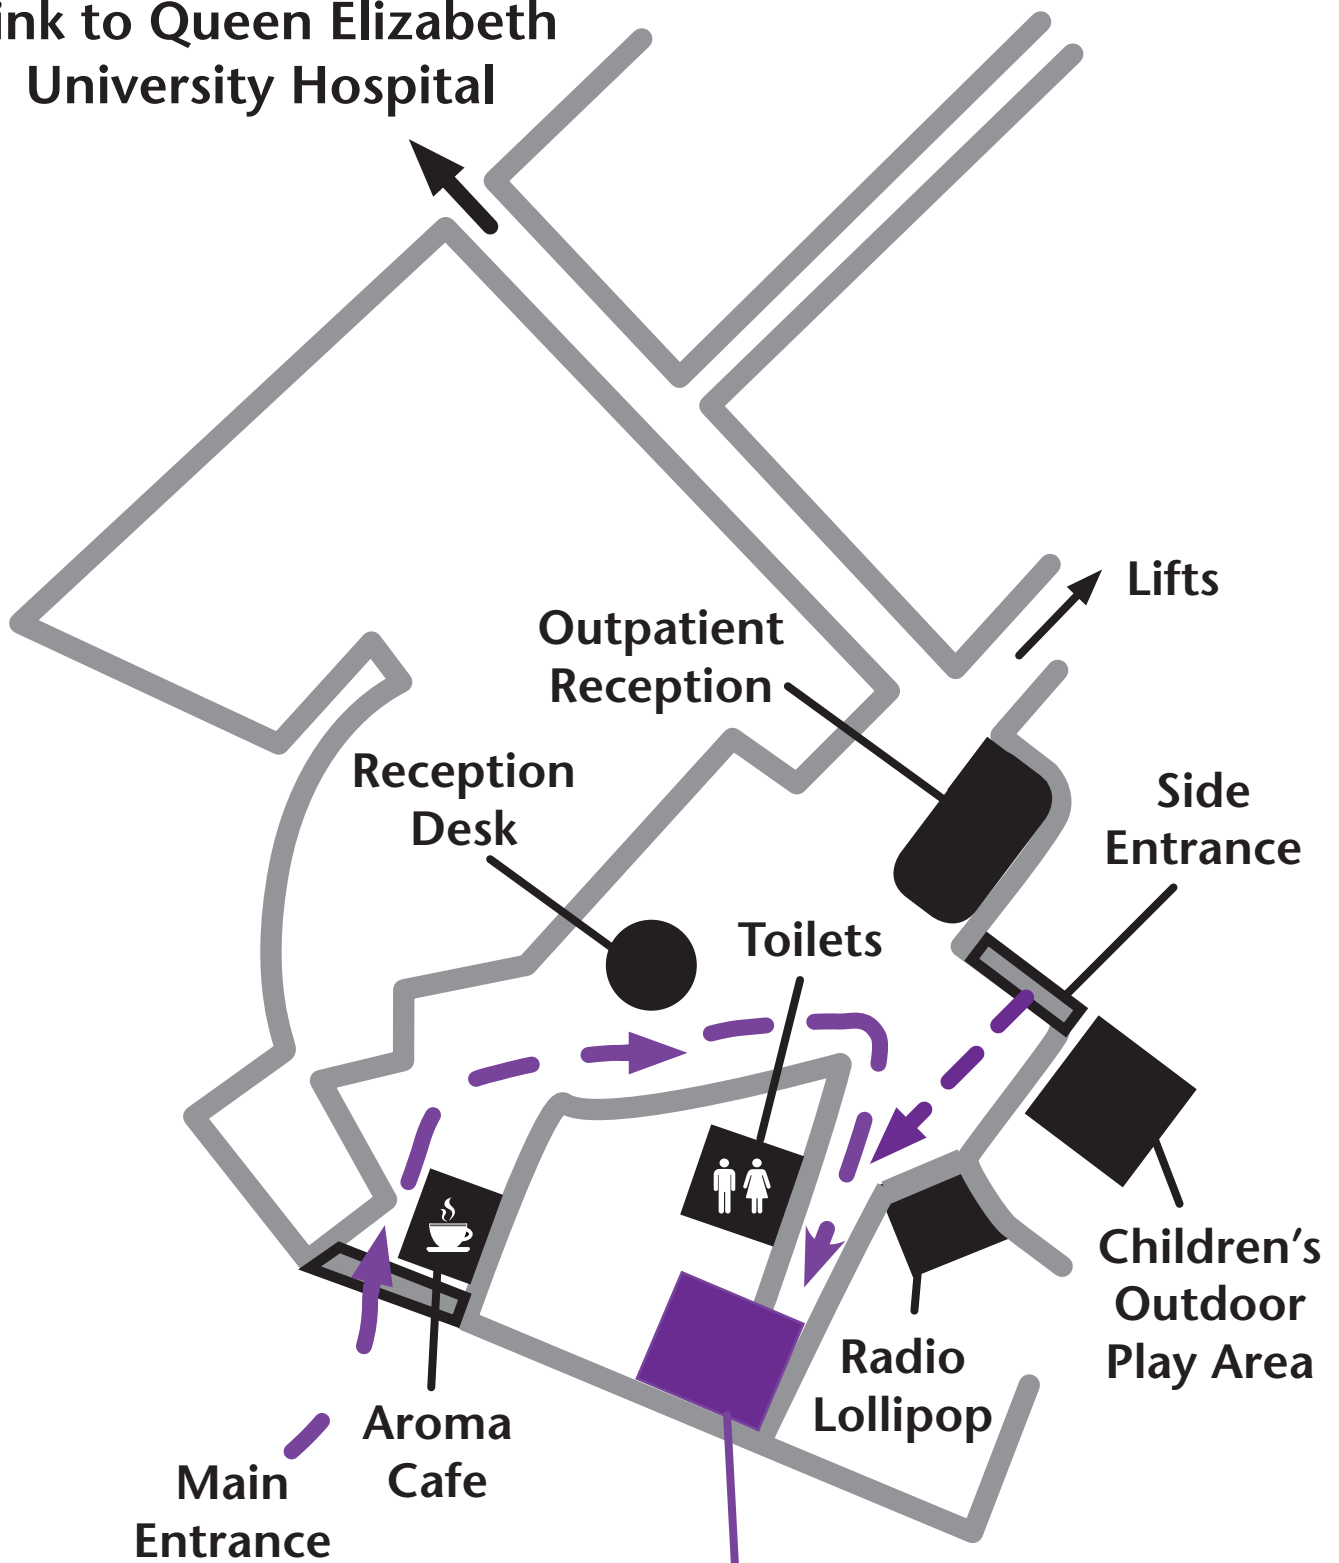 to Queen Elizabeth
University Hospital
Lifts
Outpatient
Reception
Reception
Desk
Side
Entrance
Toilets
Children's
Outdoor
Play Area
Radio
Lollipop
Aroma
Cafe
Main
Entrance